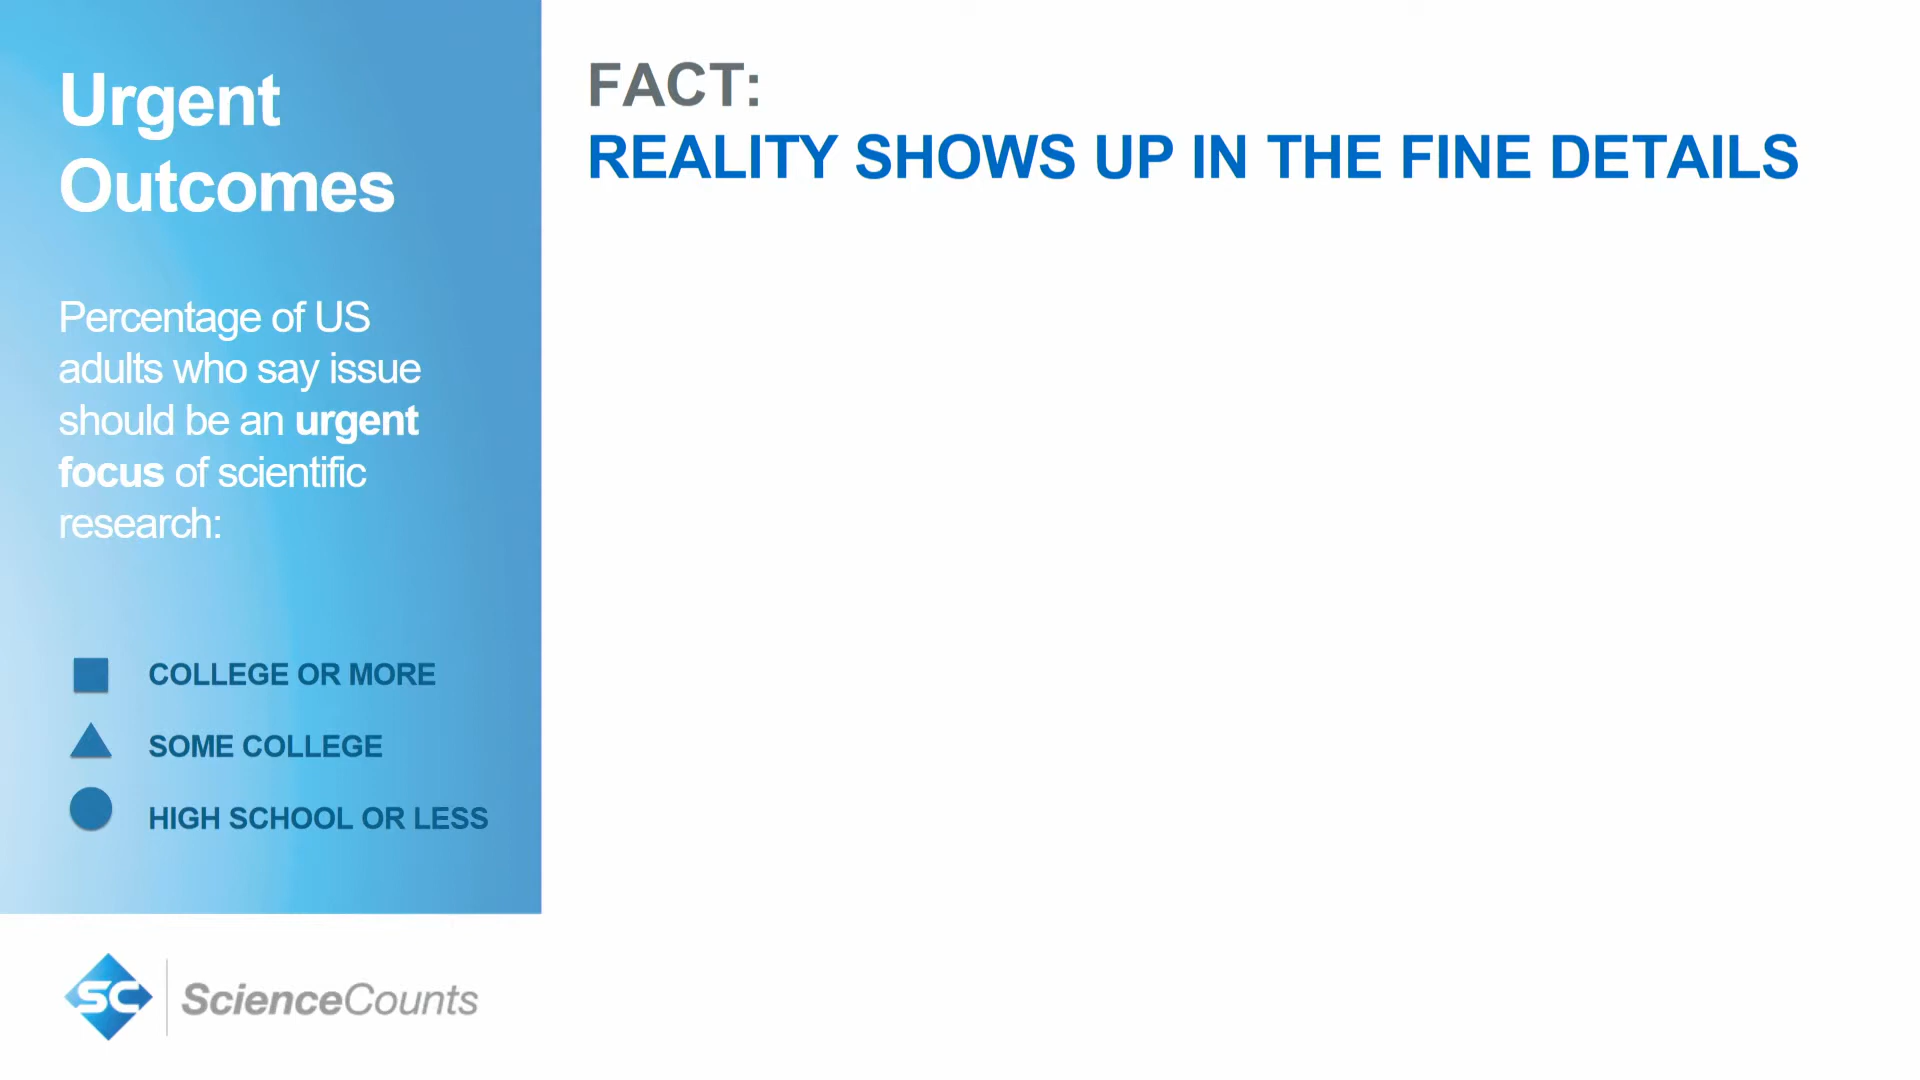 Urgent
Outcomes
Percentage of US
adults who say issue
should be an urgent
focus of scientific
research:
COLLEGE OR MORE
SOME COLLEGE
HIGH SCHOOL OR LESS
SC
ScienceCounts
FACT:
REALITY SHOWS UP IN THE FINE DETAILS